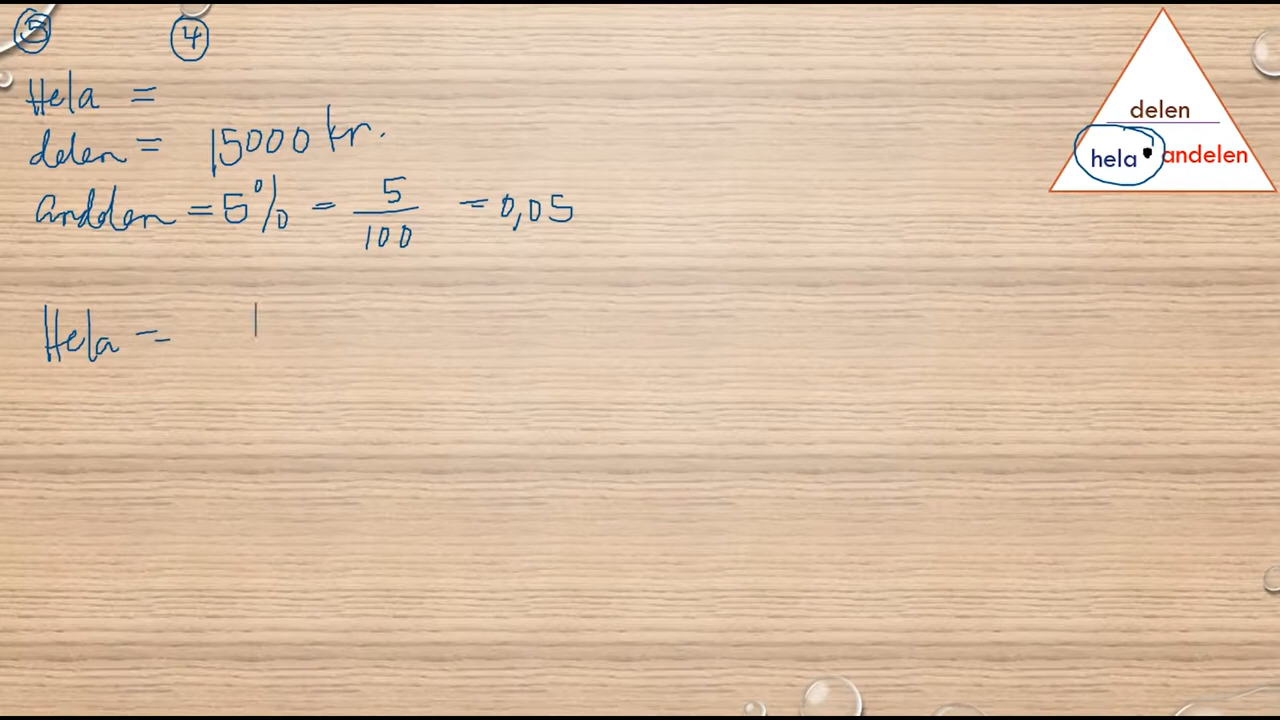 5 4
Hela =
delen = 15000 kr.
andelen = 5% = 5/100 = 0,05
Hela =
delen
hela • andelen